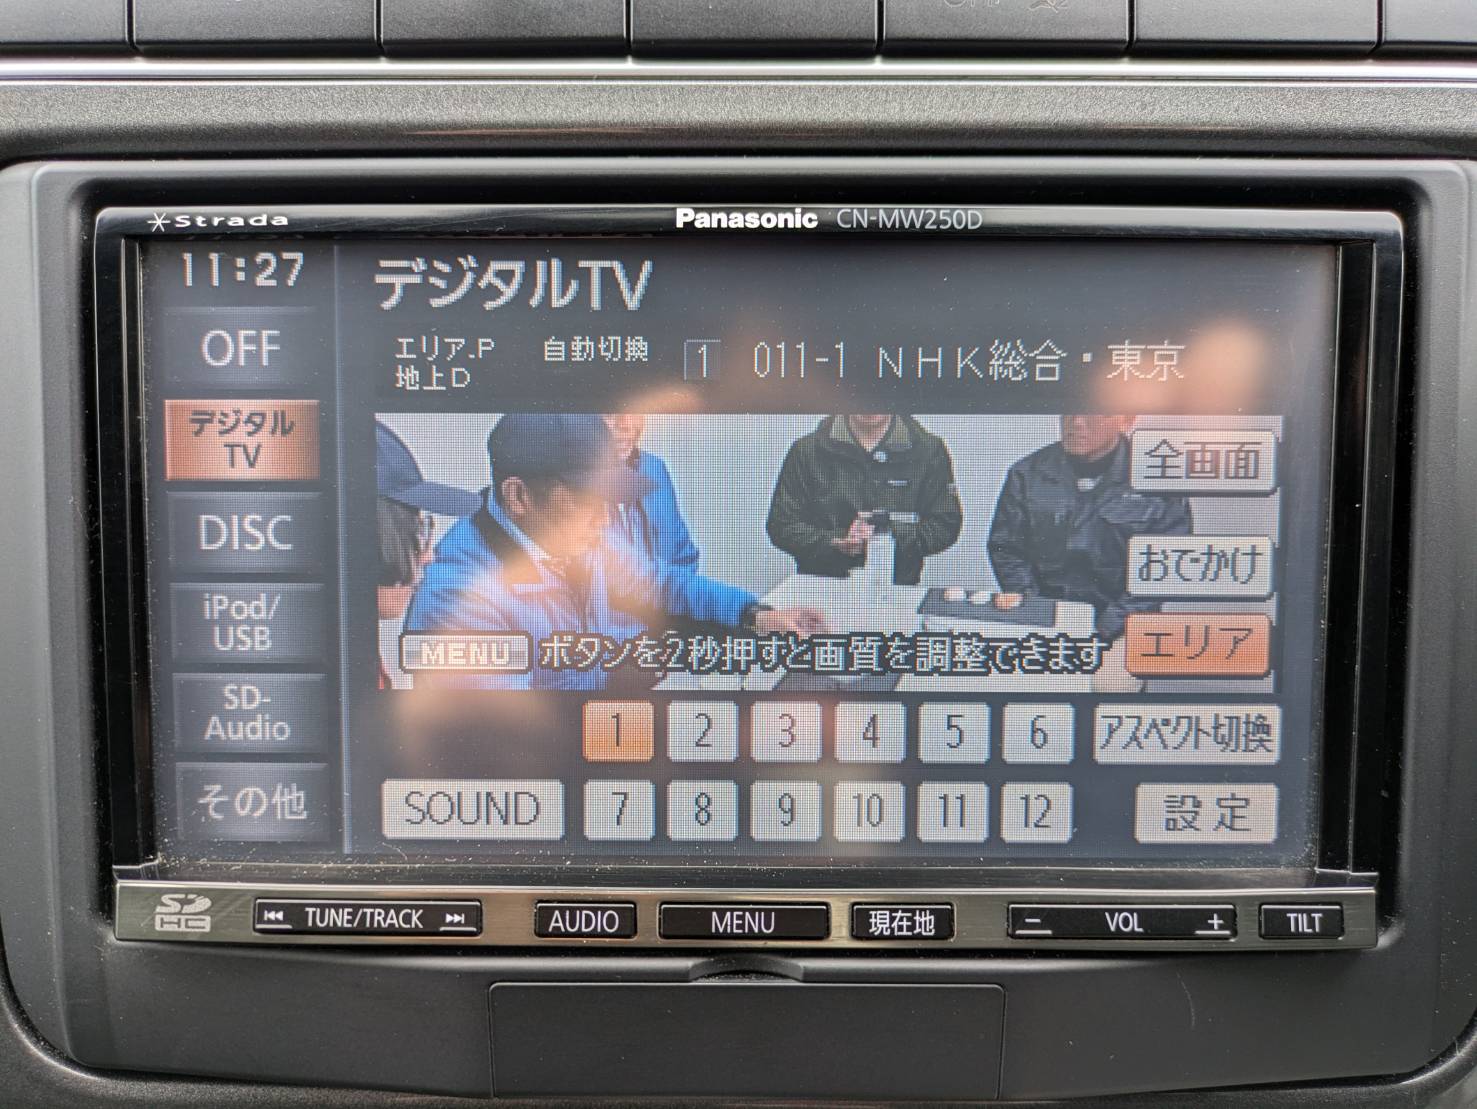 Strada
Panasonic CN-MW250D
11:27
デジタルTV
OFF
エリア-P 自動切換 1 011-1 NHK総合・東京
地上D
デジタル
TV
全画面
DISC
おでかけ
iPod/
USB
エリア
MENU ボタンを2秒押すと画質を調整できます
SD-
Audio
1 2 3 4 5 6 アスペクト切換
その他
SOUND 7 8 9 10 11 12 設定
SD
HC
TUNE/TRACK AUDIO MENU 現在地 − VOL + TILT